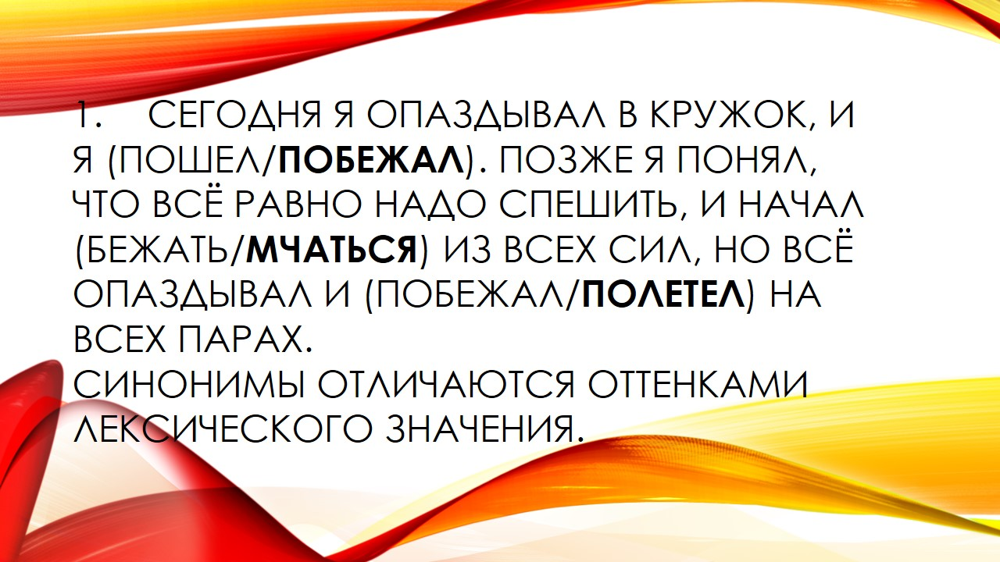 1. СЕГОДНЯ Я ОПАЗДЫВАЛ В КРУЖОК, И
Я (ПОШЕЛ/ПОБЕЖАЛ). ПОЗЖЕ Я ПОНЯЛ,
ЧТО ВСЁ РАВНО НАДО СПЕШИТЬ, И НАЧАЛ
(БЕЖАТЬ/МЧАТЬСЯ) ИЗ ВСЕХ СИЛ, НО ВСЁ
ОПАЗДЫВАЛ И (ПОБЕЖАЛ/ПОЛЕТЕЛ) НА
ВСЕХ ПАРАХ.
СИНОНИМЫ ОТЛИЧАЮТСЯ ОТТЕНКАМИ
ЛЕКСИЧЕСКОГО ЗНАЧЕНИЯ.